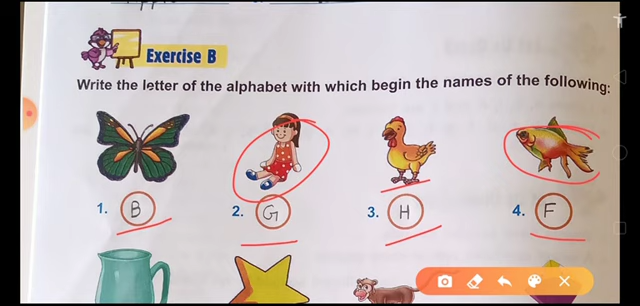 Exercise B
Write the letter of the alphabet with which begin the names of the following:
1. B 2. G 3. H 4. F